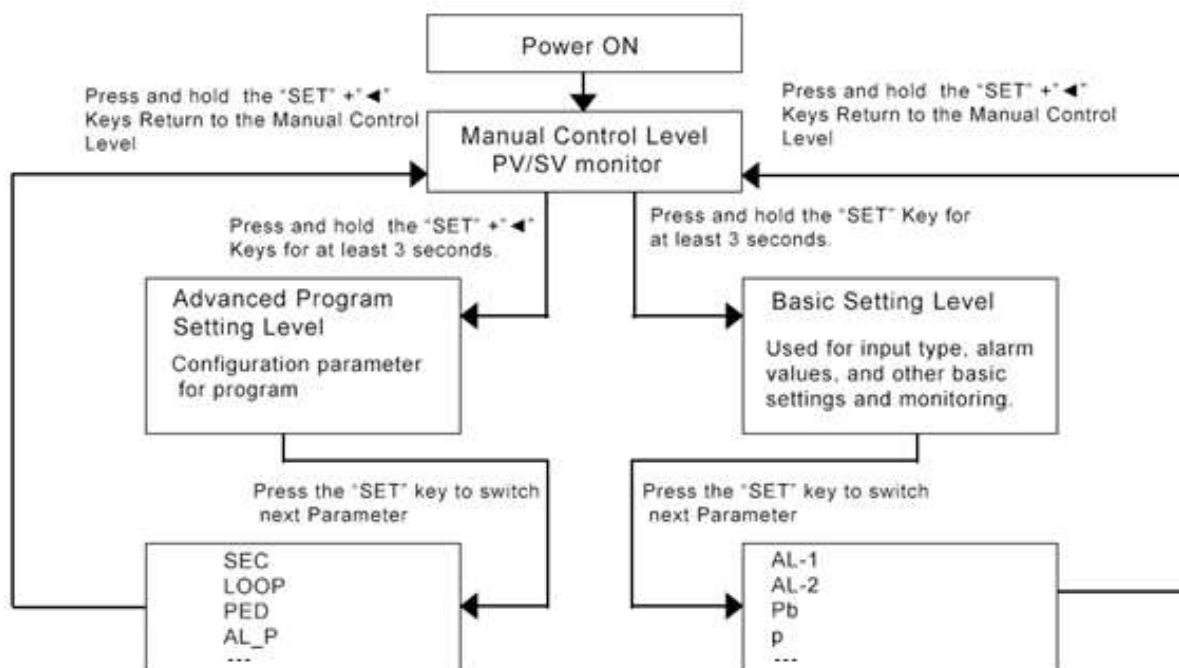 Power ON
Press and hold the "SET" +"◄"
Keys Return to the Manual Control
Level
Press and hold the "SET" +"◄"
Keys Return to the Manual Control
Level
Manual Control Level
PV/SV monitor
Press and hold the "SET" +"◄"
Keys for at least 3 seconds.
Press and hold the "SET" Key for
at least 3 seconds.
Advanced Program
Setting Level
Configuration parameter
for program
Basic Setting Level
Used for input type, alarm
values, and other basic
settings and monitoring.
Press the "SET" key to switch
next Parameter
Press the "SET" key to switch
next Parameter
SEC
LOOP
PED
AL_P
---
AL-1
AL-2
Pb
p
---